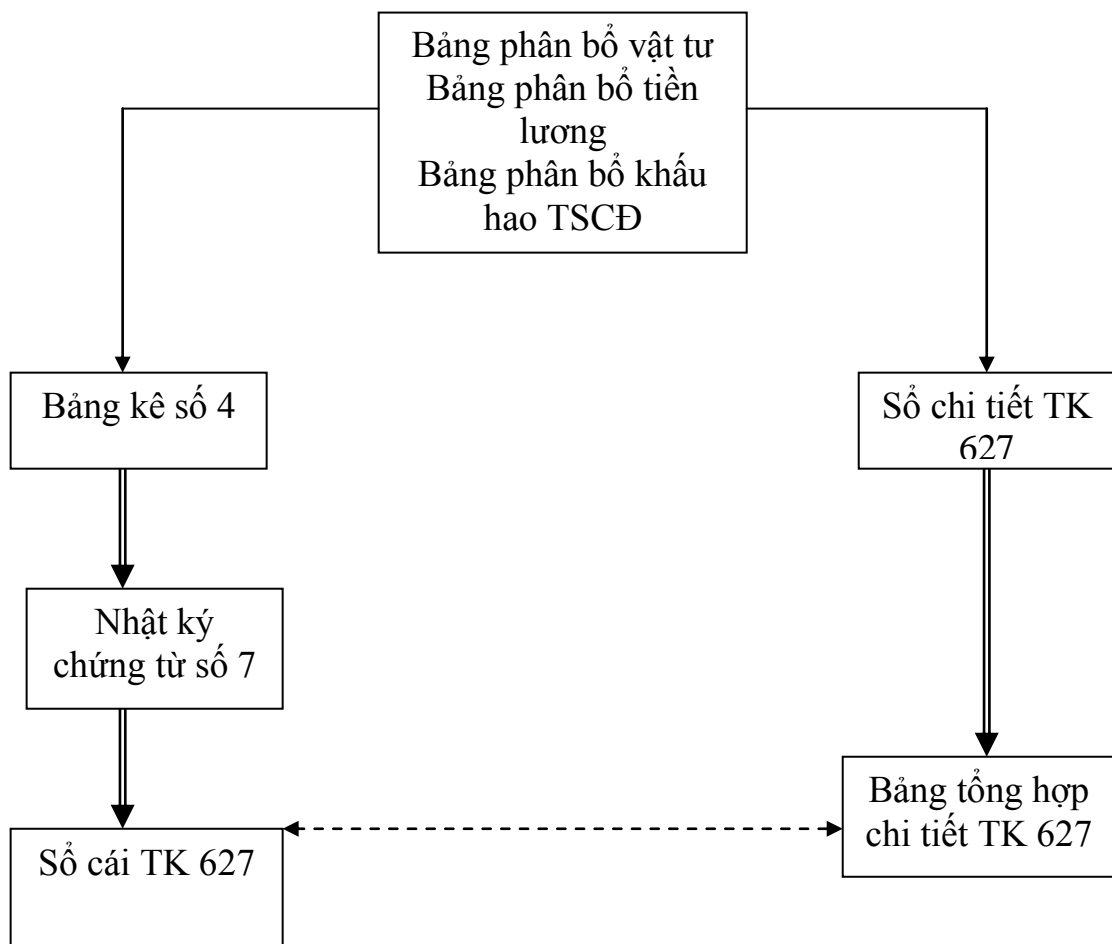 Bảng phân bổ vật tư
Bảng phân bổ tiền
lương
Bảng phân bổ khấu
hao TSCĐ
Bảng kê số 4
Sổ chi tiết TK
627
Nhật ký
chứng từ số 7
Bảng tổng hợp
chi tiết TK 627
Sổ cái TK 627